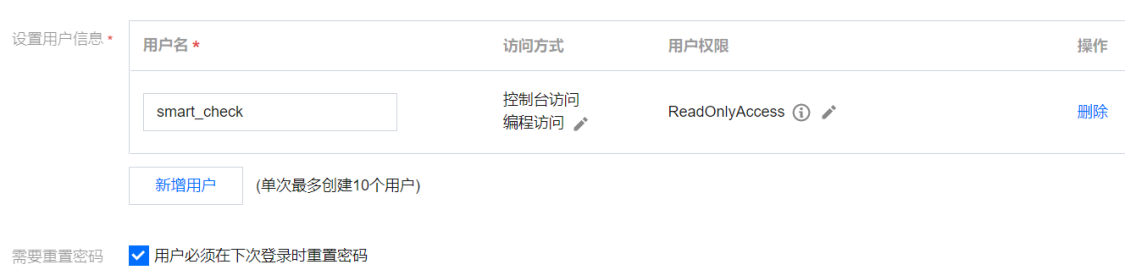 设置用户信息 *
用户名 * 访问方式 用户权限 操作
smart_check 控制台访问 ReadOnlyAccess 删除
编程访问
新增用户 (单次最多创建10个用户)
需要重置密码 用户必须在下次登录时重置密码